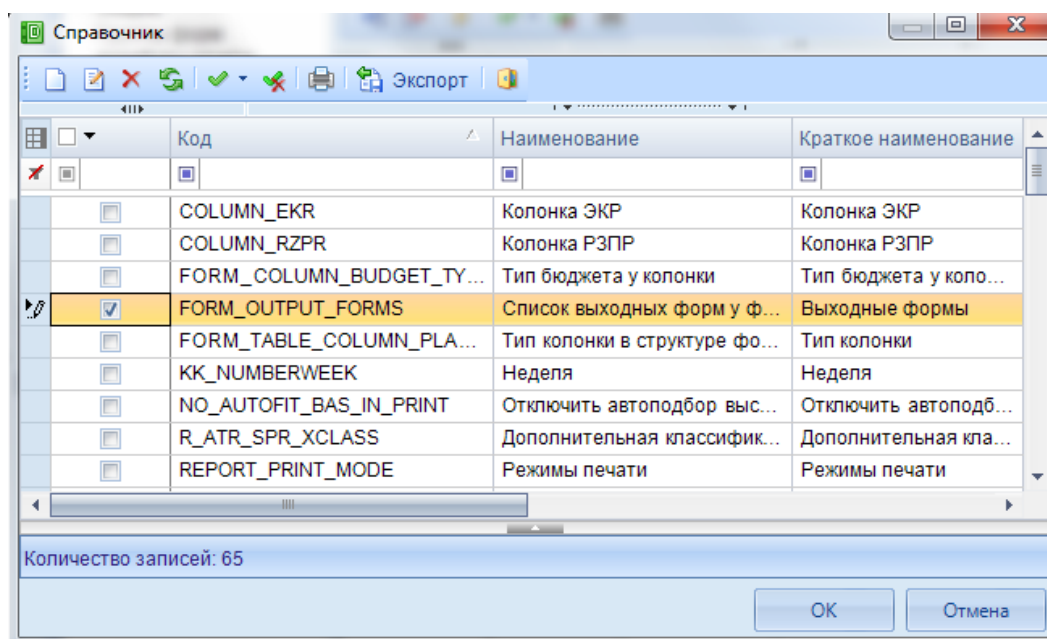 Справочник
Экспорт
Код Наименование Краткое наименование
COLUMN_EKR Колонка ЭКР Колонка ЭКР
COLUMN_RZPR Колонка РЗПР Колонка РЗПР
FORM_COLUMN_BUDGET_TY... Тип бюджета у колонки Тип бюджета у коло...
FORM_OUTPUT_FORMS Список выходных форм у ф... Выходные формы
FORM_TABLE_COLUMN_PLA... Тип колонки в структуре фо... Тип колонки
KK_NUMBERWEEK Неделя Неделя
NO_AUTOFIT_BAS_IN_PRINT Отключить автоподбор выс... Отключить автоподб...
R_ATR_SPR_XCLASS Дополнительная классифик... Дополнительная кла...
REPORT_PRINT_MODE Режимы печати Режимы печати
Количество записей: 65
ОК Отмена